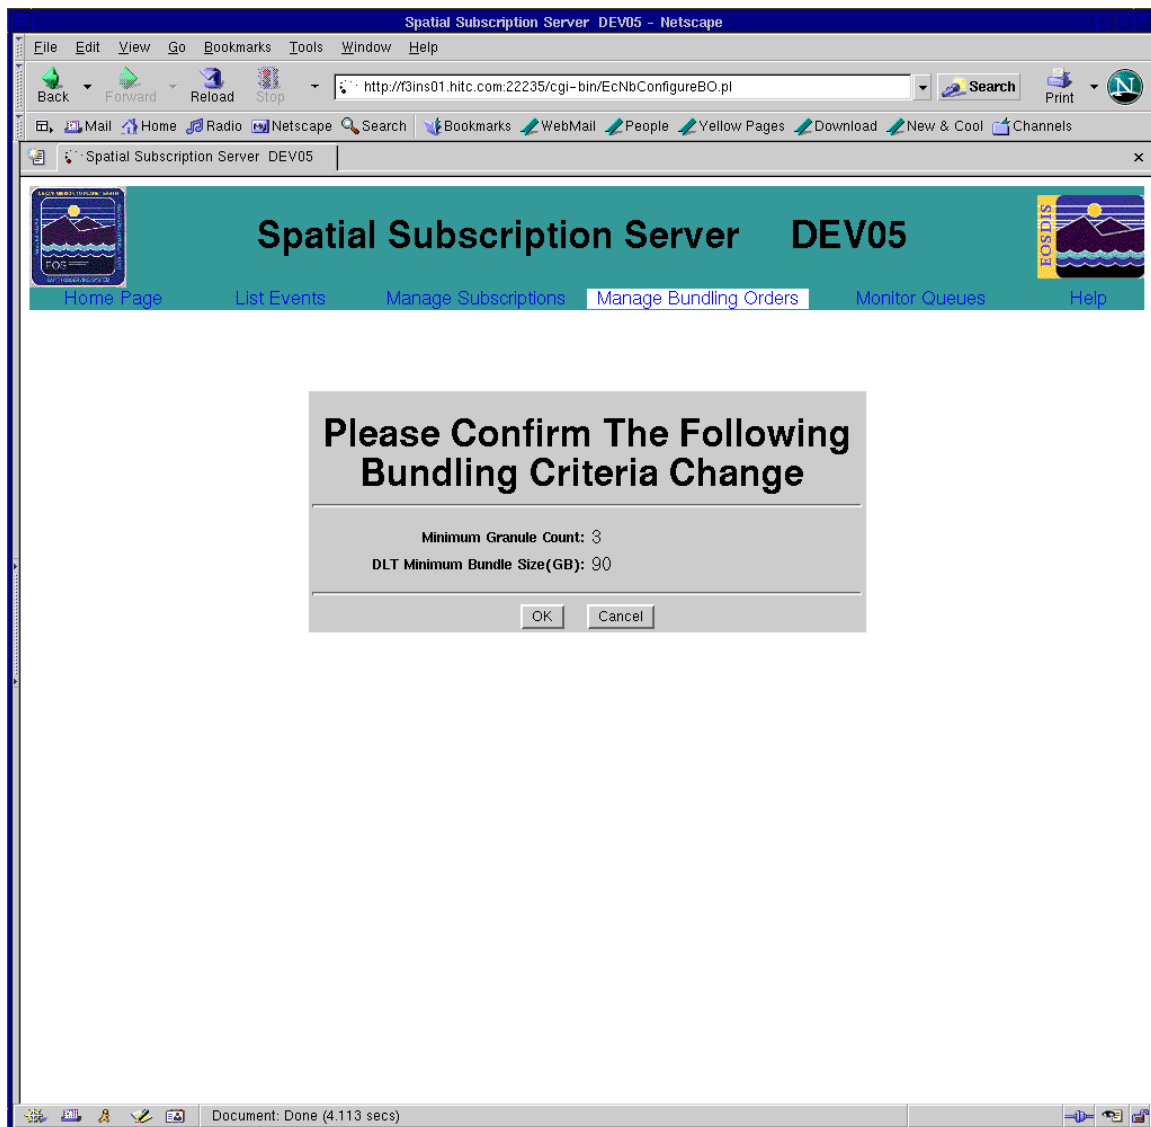 Spatial Subscription Server DEV05 - Netscape
File Edit View Go Bookmarks Tools Window Help
Back Forward Reload Stop http://f3ins01.hitc.com:22235/cgi-bin/EcNbConfigureBO.pl Search Print N
Mail Home Radio Netscape Search Bookmarks WebMail People Yellow Pages Download New & Cool Channels
Spatial Subscription Server DEV05
EOS
EOSDIS
Spatial Subscription Server DEV05
Home Page List Events Manage Subscriptions Manage Bundling Orders Monitor Queues Help
Please Confirm The Following
Bundling Criteria Change
Minimum Granule Count: 3
DLT Minimum Bundle Size(GB): 90
OK Cancel
Document: Done (4.113 secs)